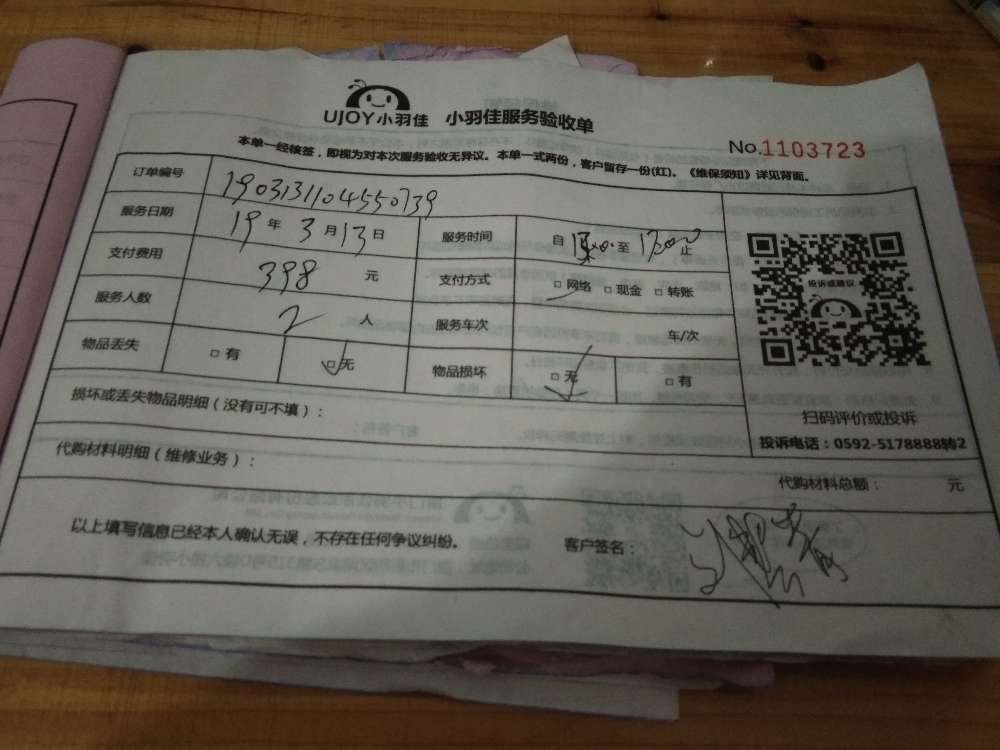 UJOY小羽佳 小羽佳服务验收单
本单一经核签，即视为对本次服务验收无异议。本单一式两份，客户留存一份(红)。《维保须知》详见背面。
No.1103723
订单编号 1903131104550739
服务日期 19 年 3 月 13 日 服务时间 自 至 17:00 止
支付费用 398 元 支付方式 □ 网络 □ 现金 □ 转账
服务人数 2 人 服务车次 车/次
物品丢失 □ 有 □ 无 物品损坏 □ 无 □ 有
投诉或建议
扫码评价或投诉
投诉电话：0592-5178888转2
损坏或丢失物品明细（没有可不填）：
代购材料明细（维修业务）：
代购材料总额： 元
以上填写信息已经本人确认无误，不存在任何争议纠纷。 客户签名：